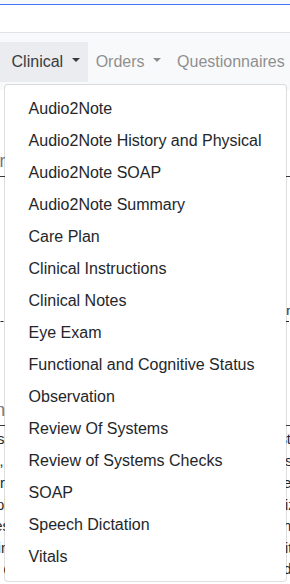 Clinical Orders Questionnaires
Audio2Note
Audio2Note History and Physical
Audio2Note SOAP
Audio2Note Summary
Care Plan
Clinical Instructions
Clinical Notes
Eye Exam
Functional and Cognitive Status
Observation
Review Of Systems
Review of Systems Checks
SOAP
Speech Dictation
Vitals